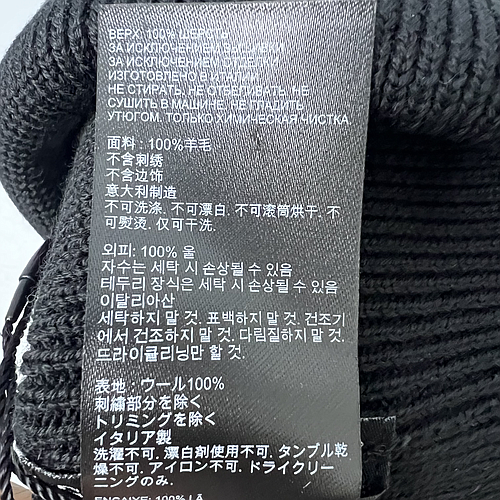 ВЕРХ: 100% ШЕРСТЬ
ЗА ИСКЛЮЧЕНИЕМ ВЫШИВКИ
ЗА ИСКЛЮЧЕНИЕМ ОТДЕЛКИ
ИЗГОТОВЛЕНО В ИТАЛИИ
НЕ СТИРАТЬ. НЕ ОТБЕЛИВАТЬ. НЕ
СУШИТЬ В МАШИНЕ. НЕ ГЛАДИТЬ
УТЮГОМ. ТОЛЬКО ХИМИЧЕСКАЯ ЧИСТКА
面料 : 100%羊毛
不含刺绣
不含边饰
意大利制造
不可洗涤. 不可漂白. 不可滚筒烘干. 不
可熨烫. 仅可干洗.
외피: 100% 울
자수는 세탁 시 손상될 수 있음
테두리 장식은 세탁 시 손상될 수 있음
이탈리아산
세탁하지 말 것. 표백하지 말 것. 건조기
에서 건조하지 말 것. 다림질하지 말 것.
드라이클리닝만 할 것.
表地 : ウール100%
刺繍部分を除く
トリミングを除く
イタリア製
洗濯不可. 漂白剤使用不可. タンブル乾
燥不可. アイロン不可. ドライクリー
ニングのみ.
ENCAIXE: 100% LÃ